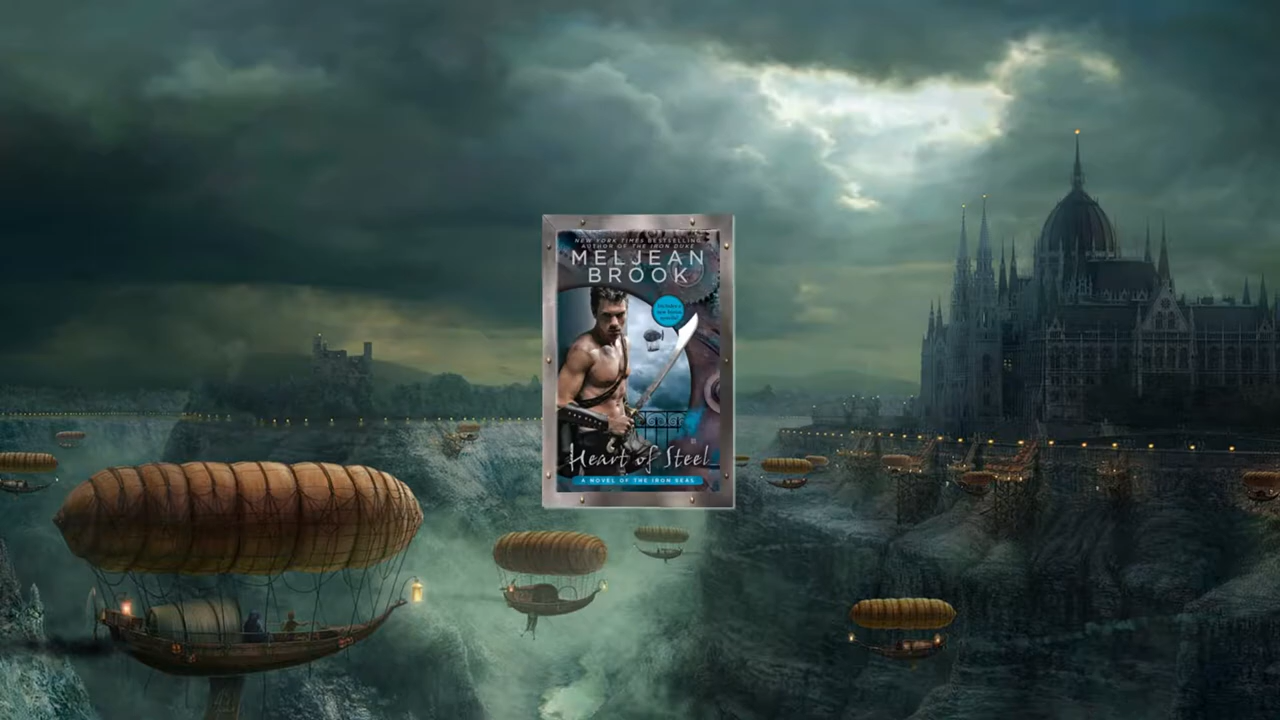 NEW YORK TIMES BESTSELLING
AUTHOR OF THE IRON DUKE
MELJEAN
BROOK
Heart of Steel
A NOVEL OF THE IRON SEAS